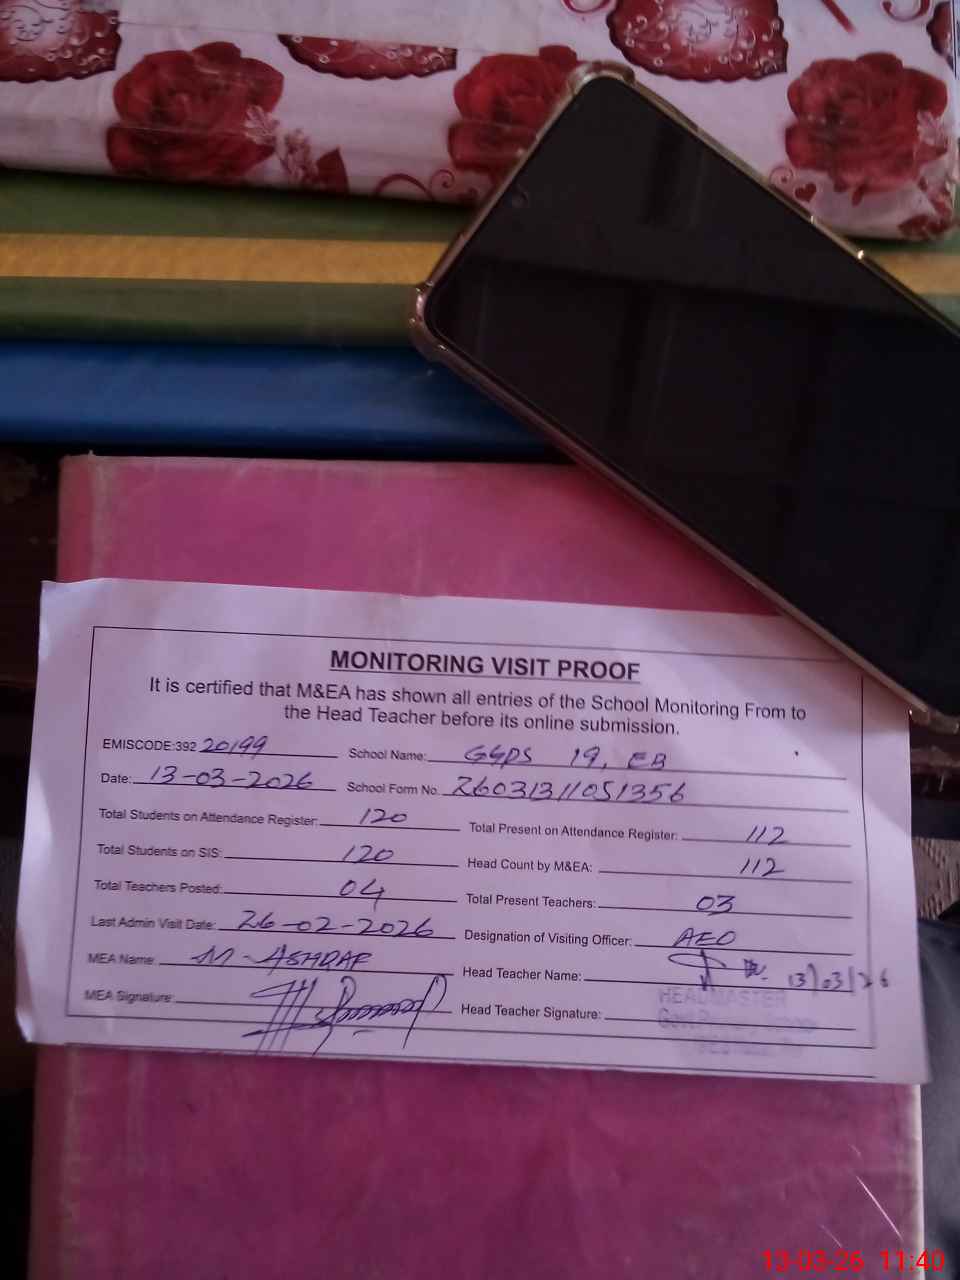 MONITORING VISIT PROOF
It is certified that M&EA has shown all entries of the School Monitoring From to
the Head Teacher before its online submission.
EMISCODE:392 20199 School Name: GGPS 19, EB
Date: 13-03-2026 School Form No. 26031311051356
Total Students on Attendance Register: 120 Total Present on Attendance Register: 112
Total Students on SIS: 120 Head Count by M&EA: 112
Total Teachers Posted: 04 Total Present Teachers: 03
Last Admin Visit Date: 26-02-2026 Designation of Visiting Officer: AEO
MEA Name: M-ASHRAF Head Teacher Name: 13/03/26
MEA Signature: Head Teacher Signature:
HEADMASTER
Govt
13-03-26 11:40